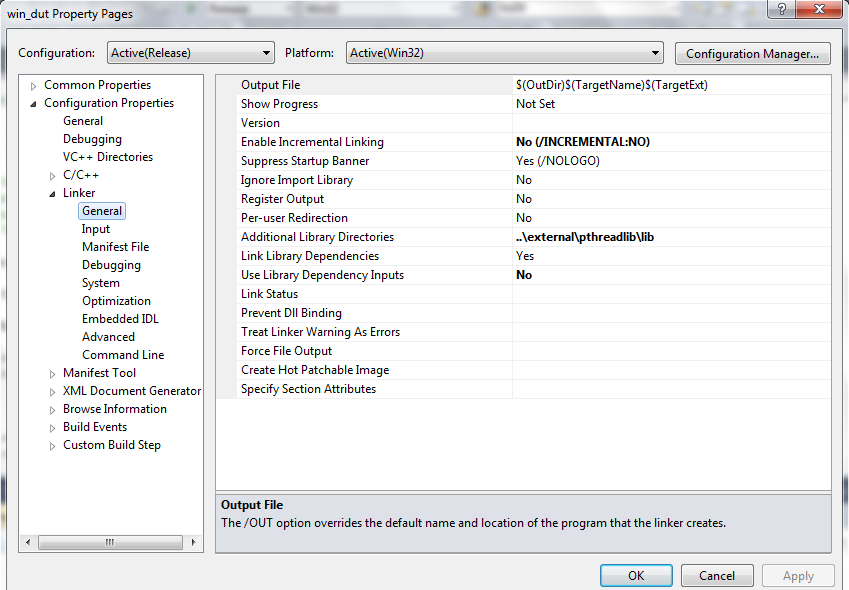 win_dut Property Pages
?
Configuration: Active(Release) Platform: Active(Win32) Configuration Manager...
Common Properties
Configuration Properties
General
Debugging
VC++ Directories
C/C++
Linker
General
Input
Manifest File
Debugging
System
Optimization
Embedded IDL
Advanced
Command Line
Manifest Tool
XML Document Generator
Browse Information
Build Events
Custom Build Step
Output File $(OutDir)$(TargetName)$(TargetExt)
Show Progress Not Set
Version
Enable Incremental Linking No (/INCREMENTAL:NO)
Suppress Startup Banner Yes (/NOLOGO)
Ignore Import Library No
Register Output No
Per-user Redirection No
Additional Library Directories ..\external\pthreadlib\lib
Link Library Dependencies Yes
Use Library Dependency Inputs No
Link Status
Prevent Dll Binding
Treat Linker Warning As Errors
Force File Output
Create Hot Patchable Image
Specify Section Attributes
Output File
The /OUT option overrides the default name and location of the program that the linker creates.
OK Cancel Apply